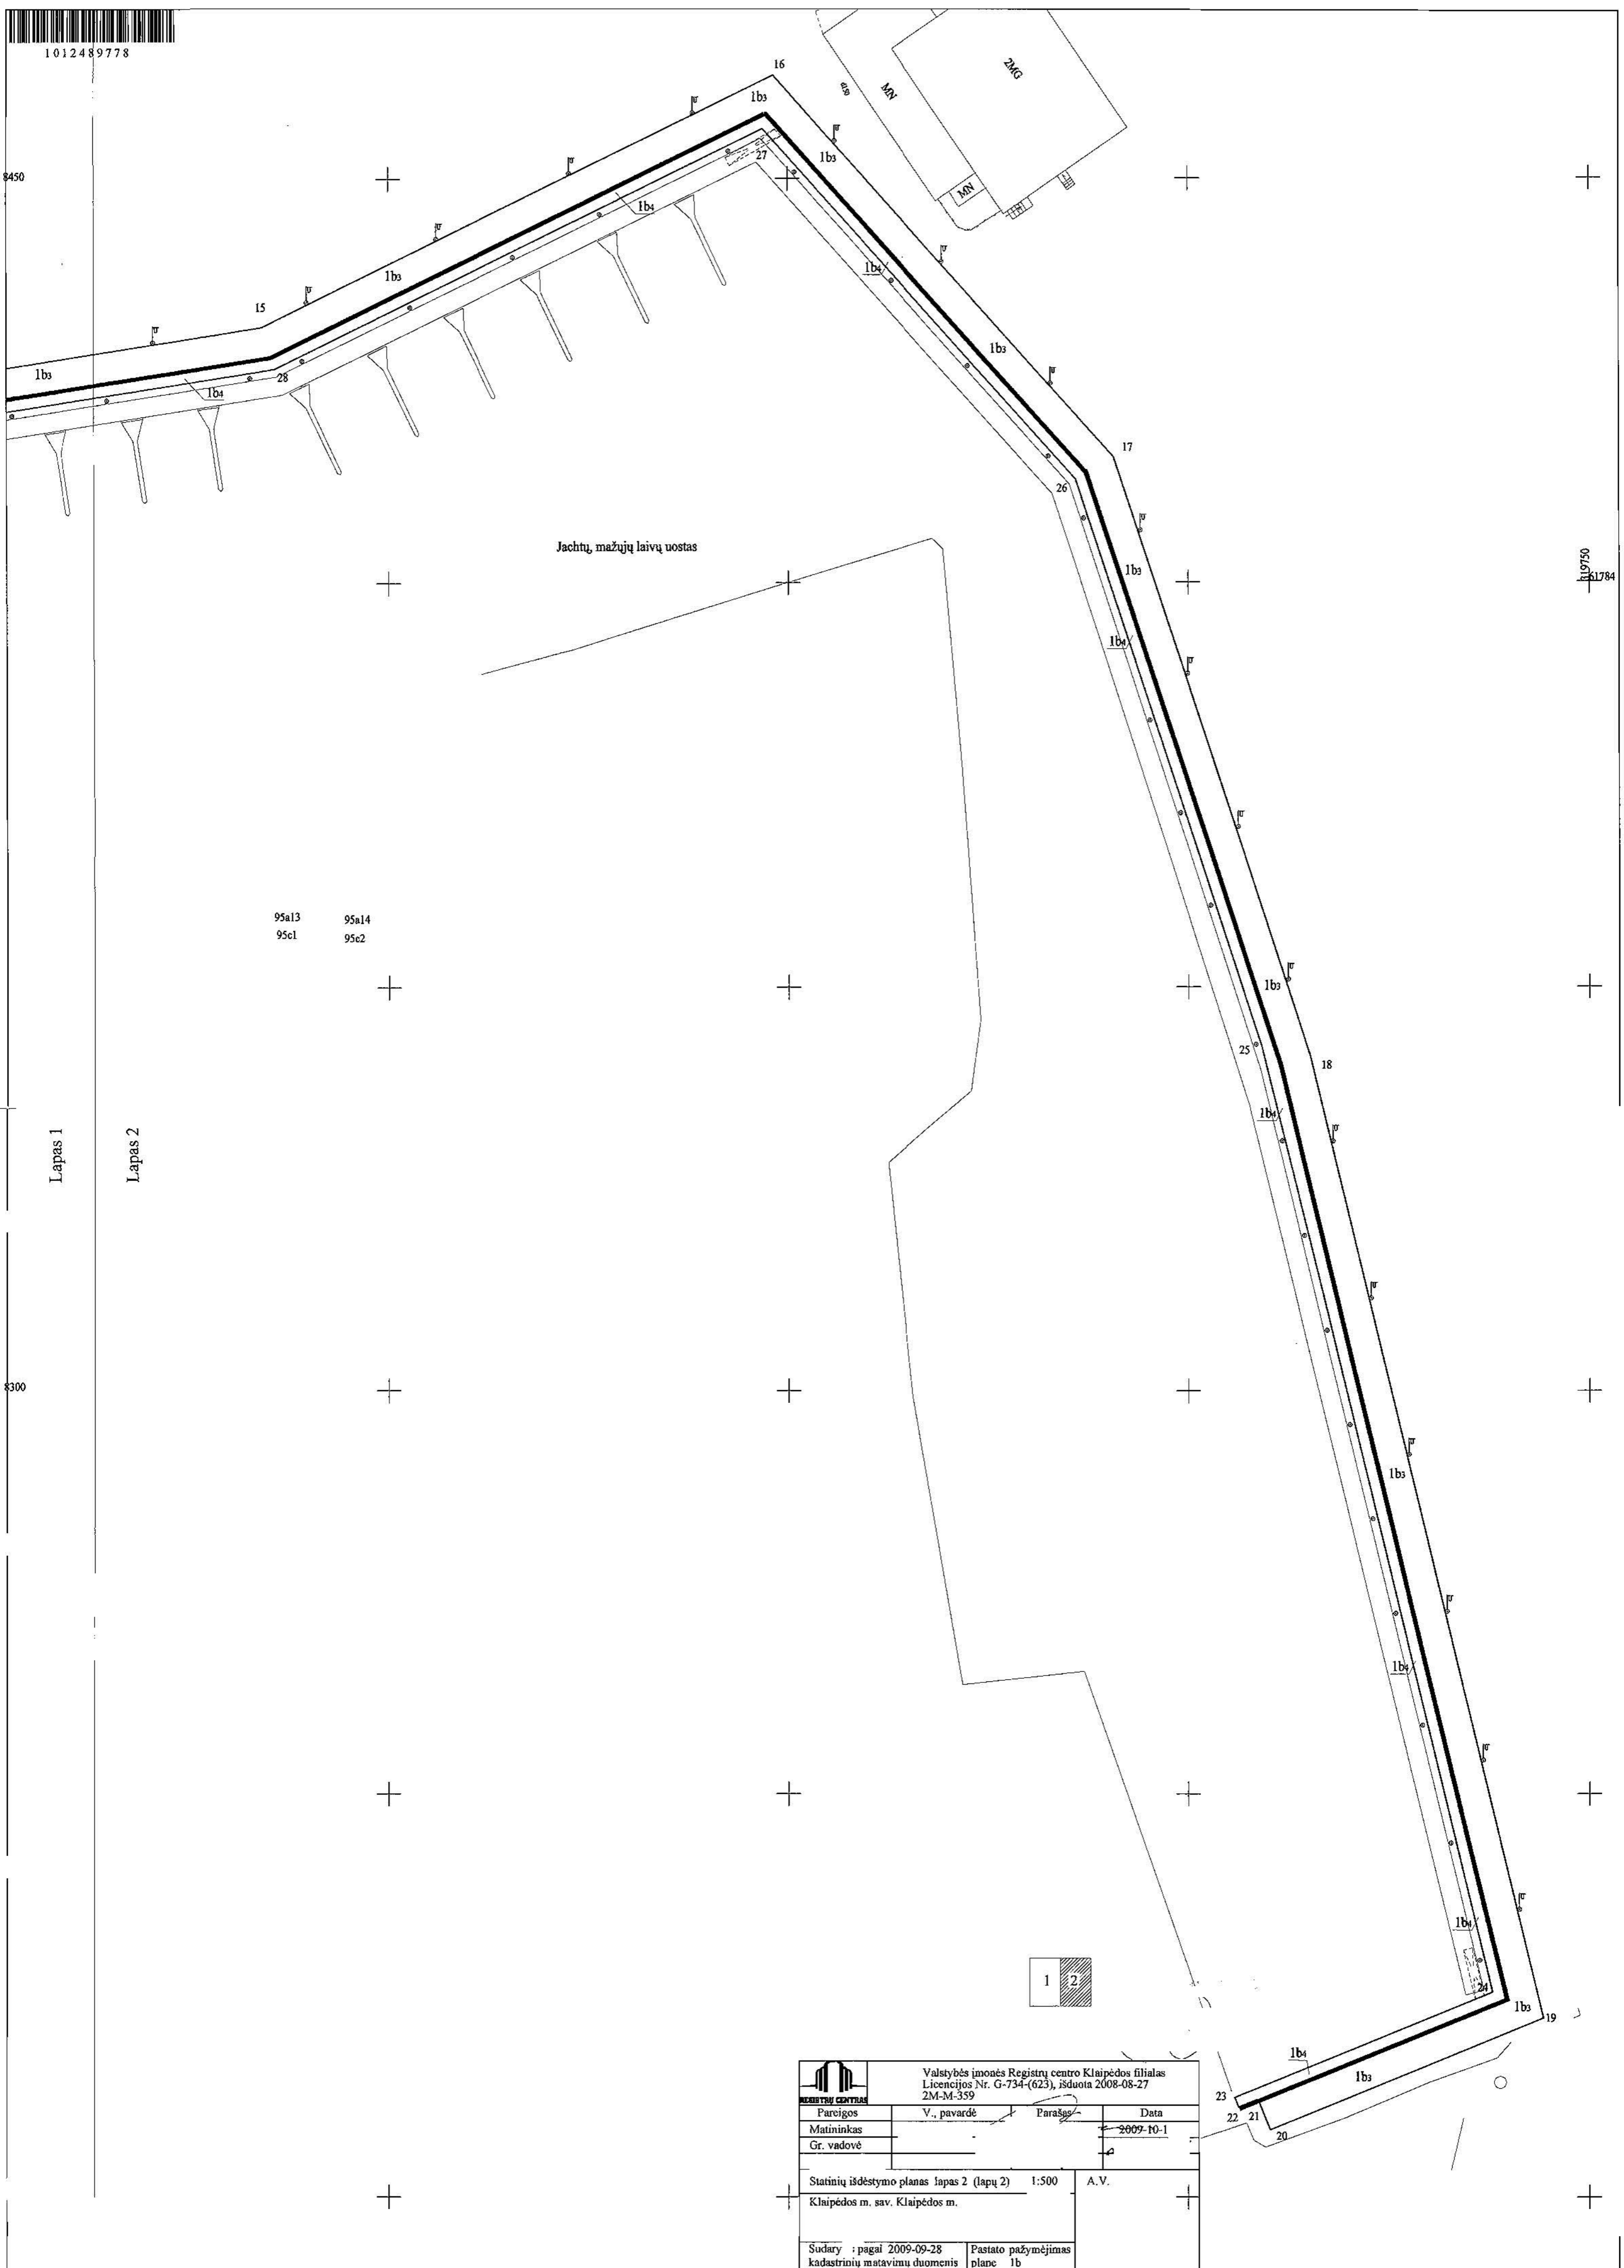 1012489778
16
1b3
2MG
MN
d150
27
1b3
8450
MN
1b4
1b4
1b3
15
1b3
1b3
28
1b4
17
26
Jachtų, mažųjų laivų uostas
319750
61784
1b3
1b4
95a13 95a14
95c1 95c2
1b3
25
18
1b4
Lapas 1
Lapas 2
8300
1b3
1b4
1b4
1 2
24
1b3
19
1b4
1b3
23
22 21
20
REGISTRŲ CENTRAS
Valstybės įmonės Registrų centro Klaipėdos filialas
Licencijos Nr. G-734-(623), išduota 2008-08-27
2M-M-359
Pareigos V., pavardė Parašas Data
Matininkas 2009-10-1
Gr. vadovė
Statinių išdėstymo planas lapas 2 (lapų 2) 1:500 A.V.
Klaipėdos m. sav. Klaipėdos m.
Sudary pagal 2009-09-28 Pastato pažymėjimas
kadastrinių matavimų duomenis plane 1b